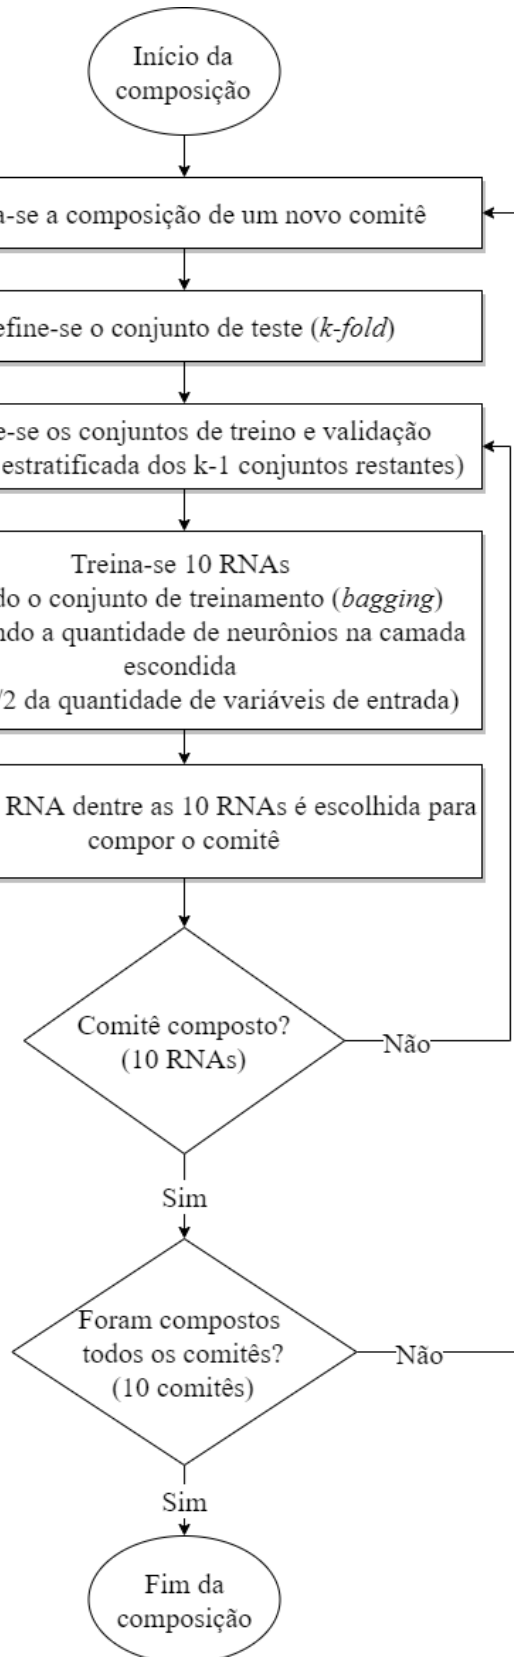 Início da
composição
a-se a composição de um novo comitê
efine-se o conjunto de teste (k-fold)
e-se os conjuntos de treino e validação
estratificada dos k-1 conjuntos restantes)
Treina-se 10 RNAs
do o conjunto de treinamento (bagging)
ndo a quantidade de neurônios na camada
escondida
/2 da quantidade de variáveis de entrada)
RNA dentre as 10 RNAs é escolhida para
compor o comitê
Comitê composto?
(10 RNAs)
Não
Sim
Foram compostos
todos os comitês?
(10 comitês)
Não
Sim
Fim da
composição